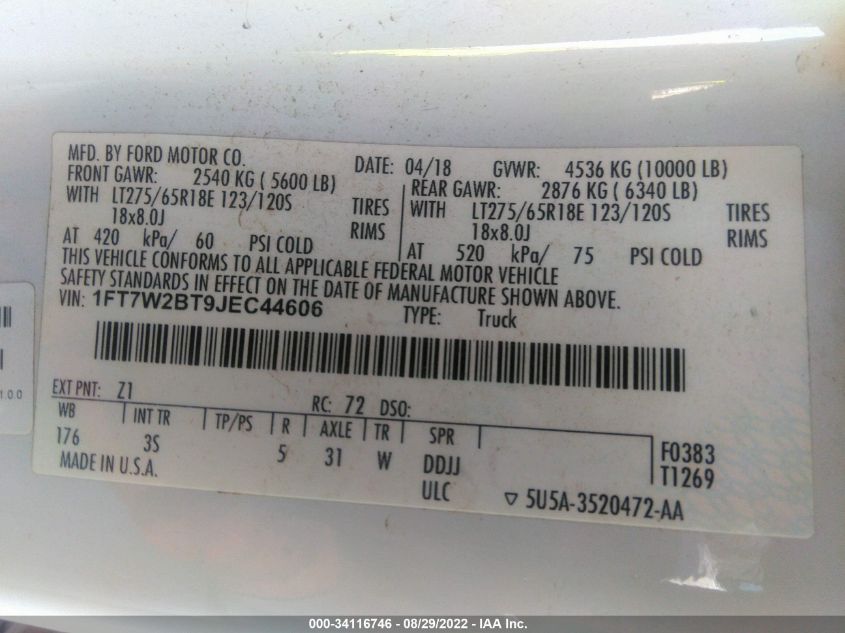 MFD. BY FORD MOTOR CO.
DATE: 04/18 GVWR: 4536 KG (10000 LB)
FRONT GAWR: 2540 KG ( 5600 LB)
REAR GAWR: 2876 KG ( 6340 LB)
WITH LT275/65R18E 123/120S TIRES
WITH LT275/65R18E 123/120S TIRES
18x8.0J RIMS
18x8.0J RIMS
AT 420 kPa/ 60 PSI COLD
AT 520 kPa/ 75 PSI COLD
THIS VEHICLE CONFORMS TO ALL APPLICABLE FEDERAL MOTOR VEHICLE
SAFETY STANDARDS IN EFFECT ON THE DATE OF MANUFACTURE SHOWN ABOVE.
VIN: 1FT7W2BT9JEC44606 TYPE: Truck
EXT PNT: Z1 RC: 72 DSO:
WB INT TR TP/PS R AXLE TR SPR
176 3S 5 31 W DDJJ F0383
MADE IN U.S.A. ULC T1269
▽ 5U5A-3520472-AA
000-34116746 - 08/29/2022 - IAA Inc.